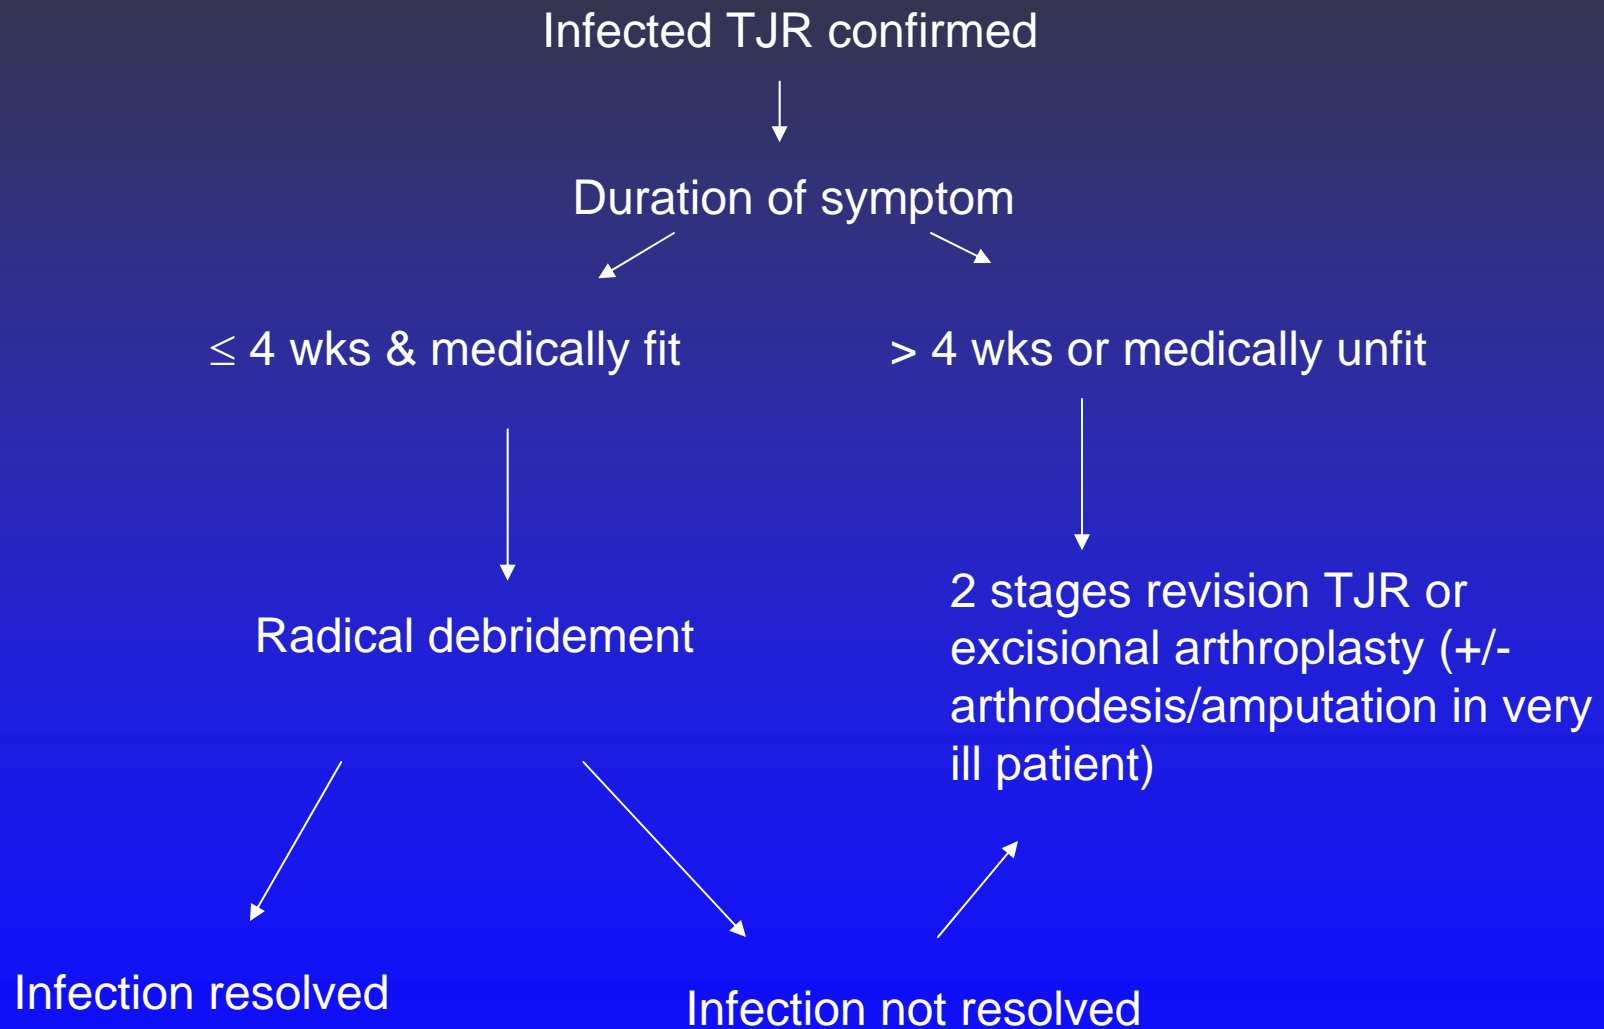 Infected TJR confirmed
Duration of symptom
≤ 4 wks & medically fit
> 4 wks or medically unfit
Radical debridement
2 stages revision TJR or
excisional arthroplasty (+/-
arthrodesis/amputation in very
ill patient)
Infection resolved
Infection not resolved